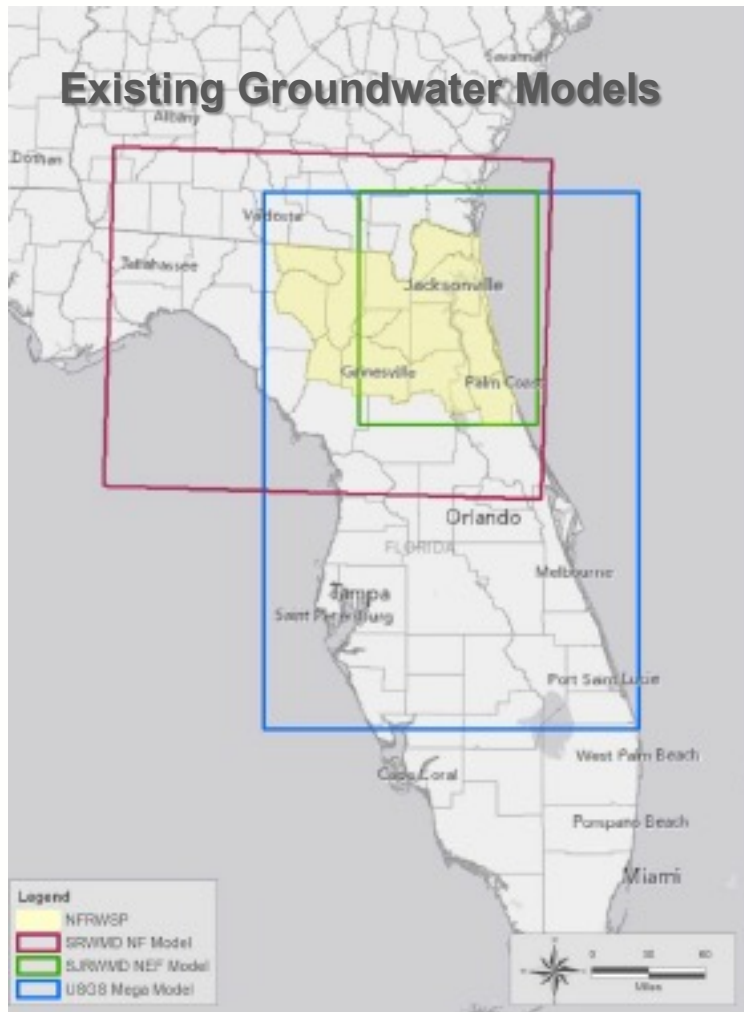 Savannah
Existing Groundwater Models
Albany
Dothan
Valdosta
Tallahassee
Jacksonville
Gainesville
Palm Coast
Orlando
FLORIDA
Melbourne
Tampa
Saint Petersburg
Port Saint Lucie
West Palm Beach
Cape Coral
Pompano Beach
Miami
Legend
NFRWSP
SRWMD NF Model
SJRWMD NEF Model
USGS Mega Model
0 30 60
Miles